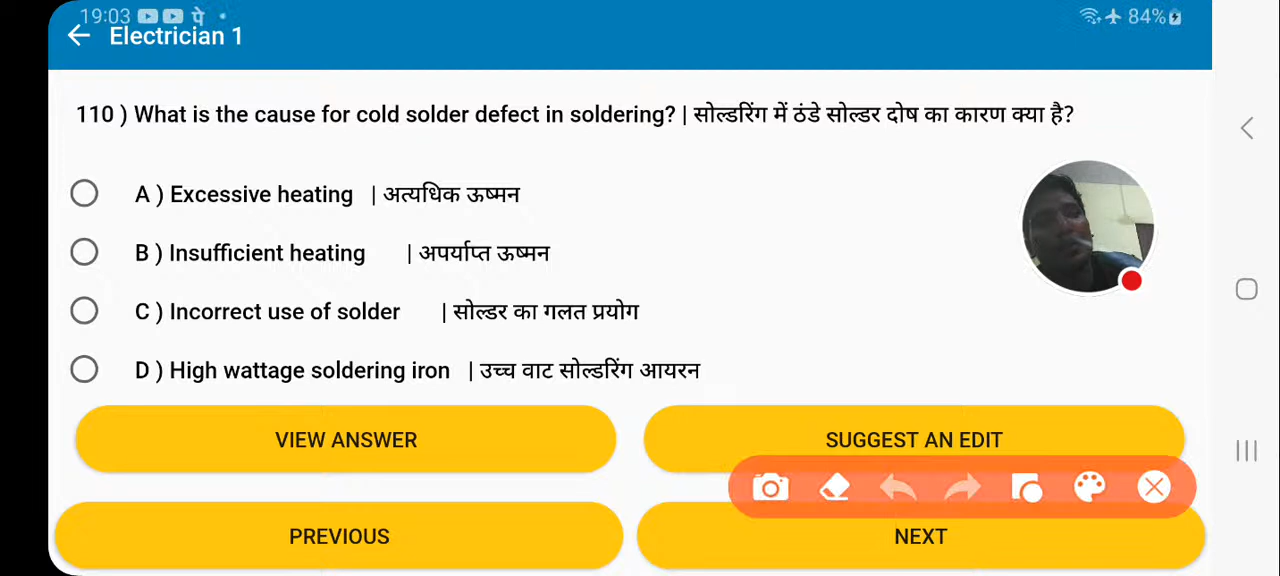 19:03 पे 84%
Electrician 1
110 ) What is the cause for cold solder defect in soldering? | सोल्डरिंग में ठंडे सोल्डर दोष का कारण क्या है?
A ) Excessive heating | अत्यधिक ऊष्मन
B ) Insufficient heating | अपर्याप्त ऊष्मन
C ) Incorrect use of solder | सोल्डर का गलत प्रयोग
D ) High wattage soldering iron | उच्च वाट सोल्डरिंग आयरन
VIEW ANSWER SUGGEST AN EDIT
PREVIOUS NEXT